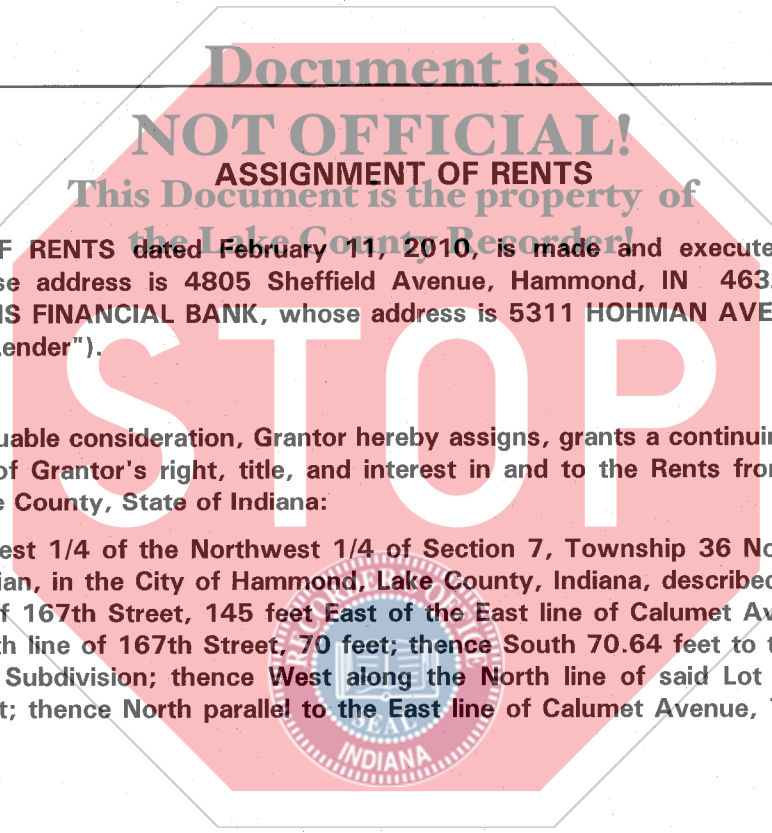 Document is
NOT OFFICIAL!
ASSIGNMENT OF RENTS
This Document is the property of
the Lake County Recorder!
F RENTS dated February 11, 2010, is made and execute
se address is 4805 Sheffield Avenue, Hammond, IN 463
IS FINANCIAL BANK, whose address is 5311 HOHMAN AVE
ender").
STOP
uable consideration, Grantor hereby assigns, grants a continuin
of Grantor's right, title, and interest in and to the Rents fro
e County, State of Indiana:
est 1/4 of the Northwest 1/4 of Section 7, Township 36 No
ian, in the City of Hammond, Lake County, Indiana, described
f 167th Street, 145 feet East of the East line of Calumet Av
th line of 167th Street, 70 feet; thence South 70.64 feet to t
Subdivision; thence West along the North line of said Lot
t; thence North parallel to the East line of Calumet Avenue,
RECORDER'S OFFICE
SEAL
INDIANA